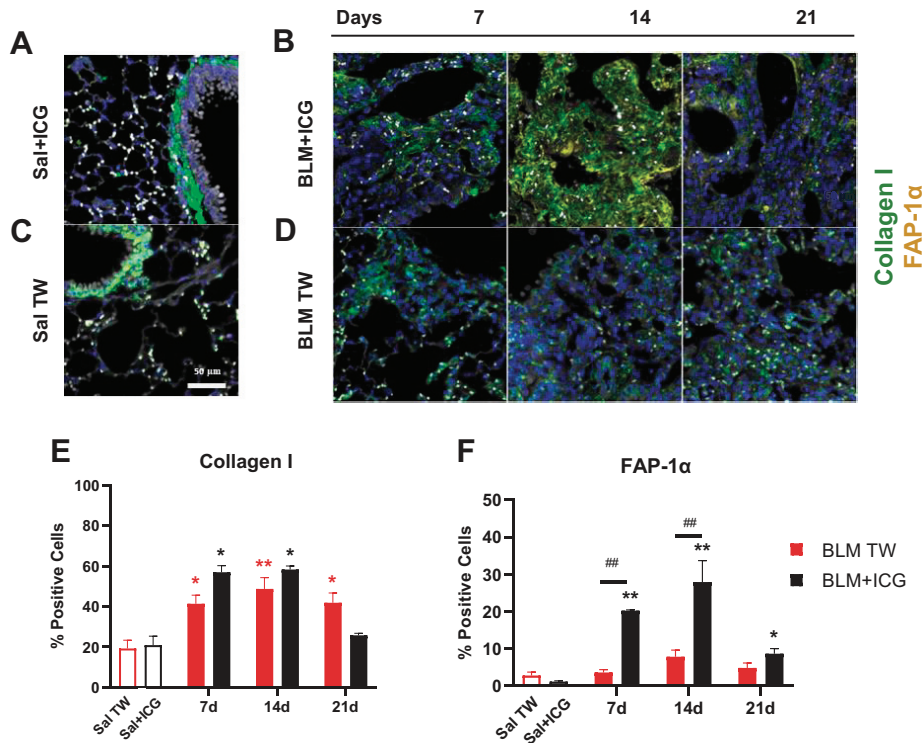 Days 7 14 21
A
B
Sal+ICG
BLM+ICG
C
D
Sal TW
BLM TW
50 μm
Collagen I
FAP-1α
E
Collagen I
% Positive Cells
100
80
60
40
20
0
* * ** * *
Sal TW
Sal+ICG
7d 14d 21d
F
FAP-1α
% Positive Cells
50
40
30
20
10
0
## ** ## ** *
Sal TW
Sal+ICG
7d 14d 21d
BLM TW
BLM+ICG